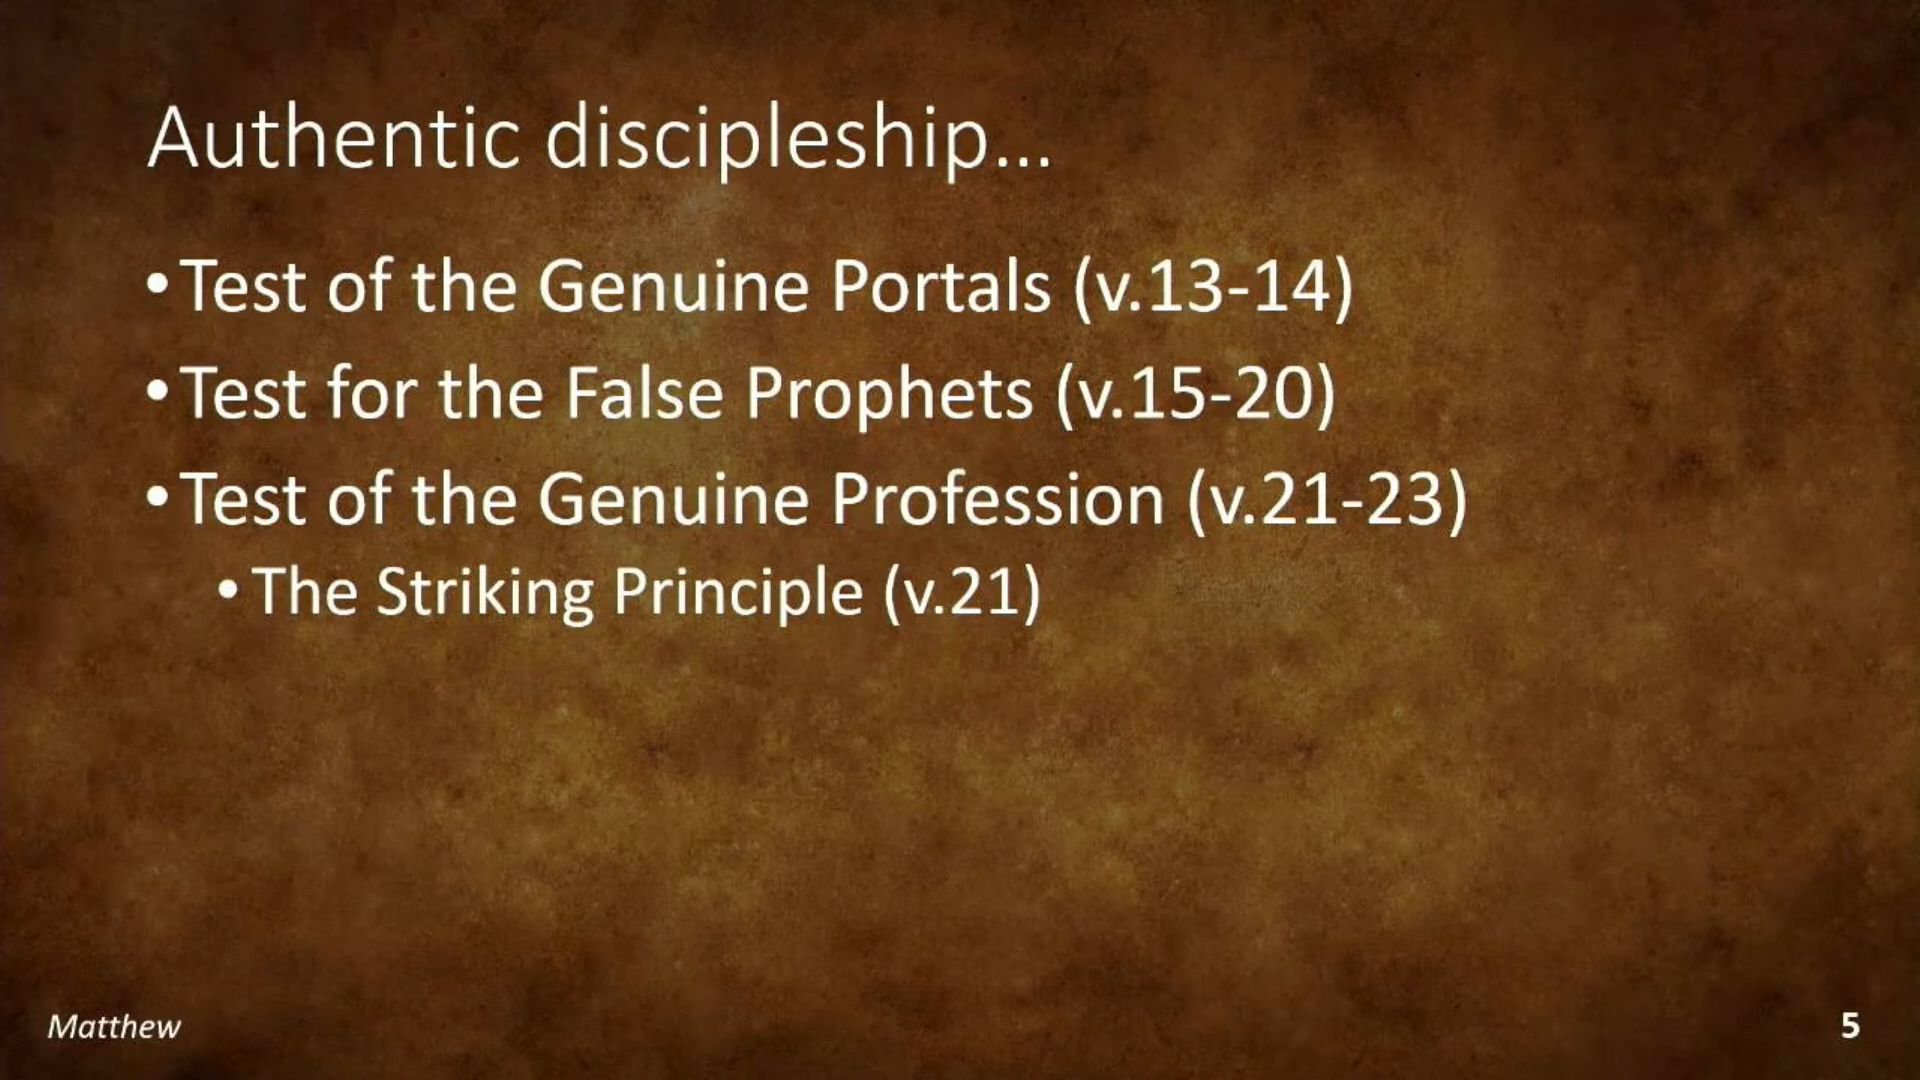 Authentic discipleship...
• Test of the Genuine Portals (v.13-14)
• Test for the False Prophets (v.15-20)
• Test of the Genuine Profession (v.21-23)
• The Striking Principle (v.21)
Matthew
5